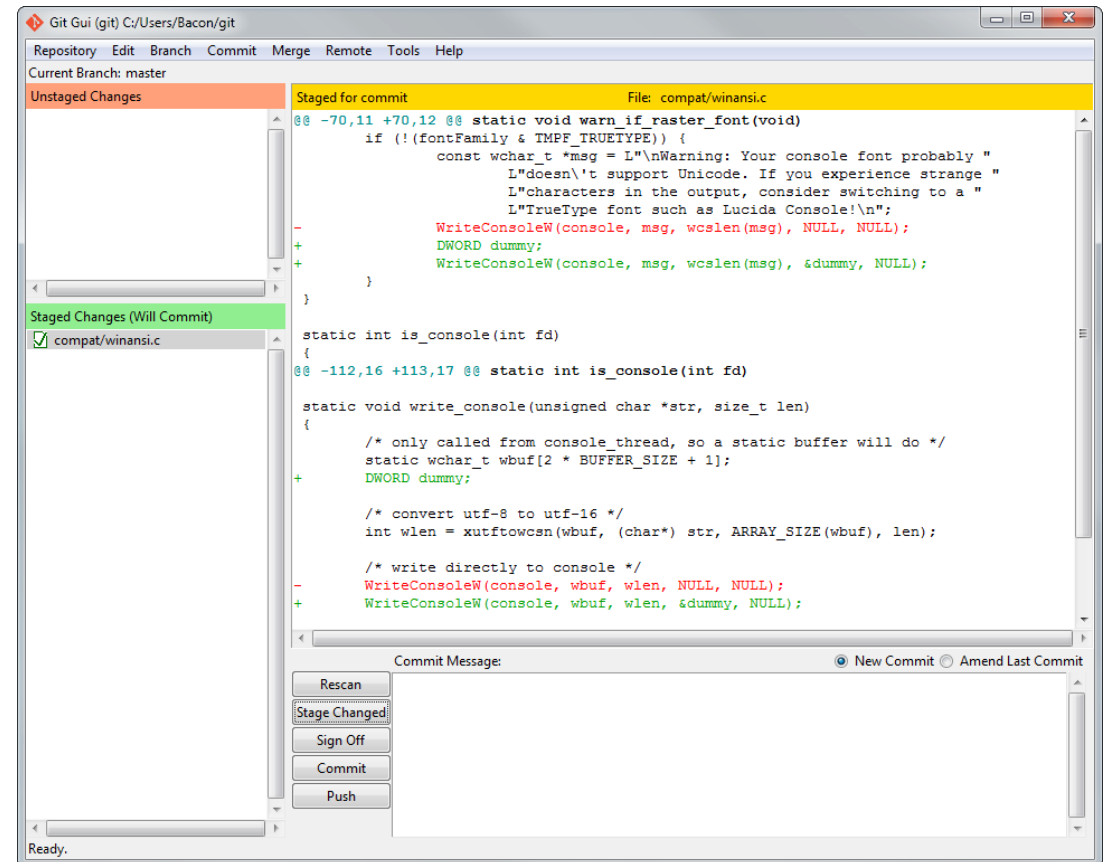 Git Gui (git) C:/Users/Bacon/git
Repository Edit Branch Commit Merge Remote Tools Help
Current Branch: master
Unstaged Changes
Staged Changes (Will Commit)
compat/winansi.c
Staged for commit File: compat/winansi.c
@@ -70,11 +70,12 @@ static void warn_if_raster_font(void)
        if (!(fontFamily & TMPF_TRUETYPE)) {
                const wchar_t *msg = L"\nWarning: Your console font probably "
                        L"doesn\'t support Unicode. If you experience strange "
                        L"characters in the output, consider switching to a "
                        L"TrueType font such as Lucida Console!\n";
-                WriteConsoleW(console, msg, wcslen(msg), NULL, NULL);
+                DWORD dummy;
+                WriteConsoleW(console, msg, wcslen(msg), &dummy, NULL);
        }
 }
 static int is_console(int fd)
 {
@@ -112,16 +113,17 @@ static int is_console(int fd)
 static void write_console(unsigned char *str, size_t len)
 {
        /* only called from console_thread, so a static buffer will do */
        static wchar_t wbuf[2 * BUFFER_SIZE + 1];
+        DWORD dummy;
        /* convert utf-8 to utf-16 */
        int wlen = xutftowcsn(wbuf, (char*) str, ARRAY_SIZE(wbuf), len);
        /* write directly to console */
-        WriteConsoleW(console, wbuf, wlen, NULL, NULL);
+        WriteConsoleW(console, wbuf, wlen, &dummy, NULL);
Commit Message: New Commit Amend Last Commit
Rescan
Stage Changed
Sign Off
Commit
Push
Ready.